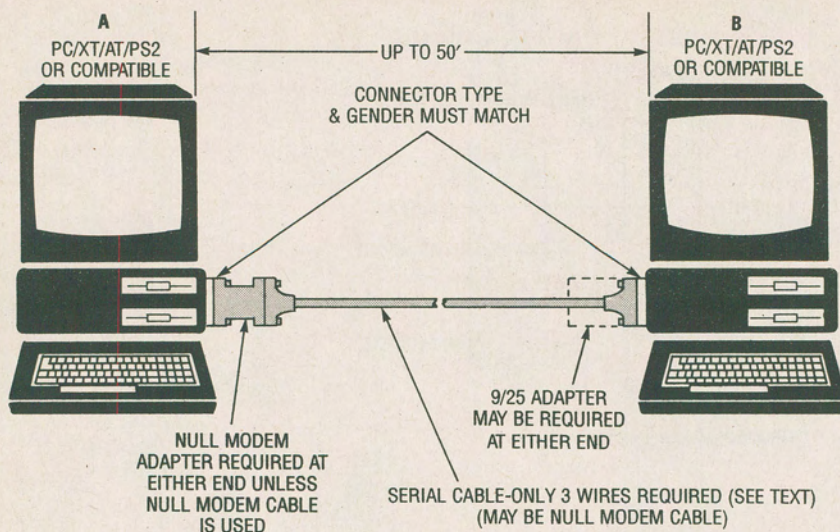 A
PC/XT/AT/PS2
OR COMPATIBLE
UP TO 50′
B
PC/XT/AT/PS2
OR COMPATIBLE
CONNECTOR TYPE
& GENDER MUST MATCH
NULL MODEM
ADAPTER REQUIRED AT
EITHER END UNLESS
NULL MODEM CABLE
IS USED
9/25 ADAPTER
MAY BE REQUIRED
AT EITHER END
SERIAL CABLE-ONLY 3 WIRES REQUIRED (SEE TEXT)
(MAY BE NULL MODEM CABLE)